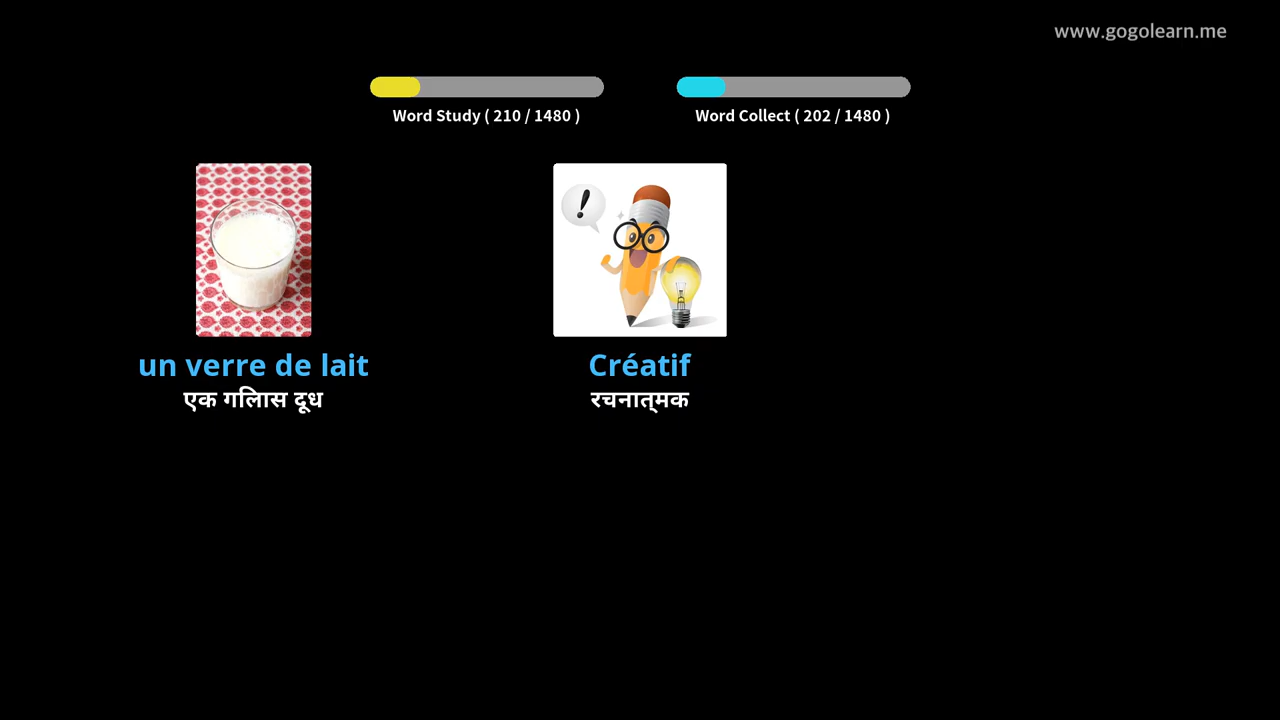 www.gogolearn.me
Word Study ( 210 / 1480 )
Word Collect ( 202 / 1480 )
un verre de lait
एक गलिास दूध
Créatif
रचनात्मक